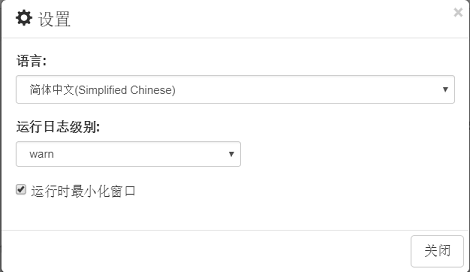 设置
语言:
简体中文(Simplified Chinese)
运行日志级别:
warn
运行时最小化窗口
关闭